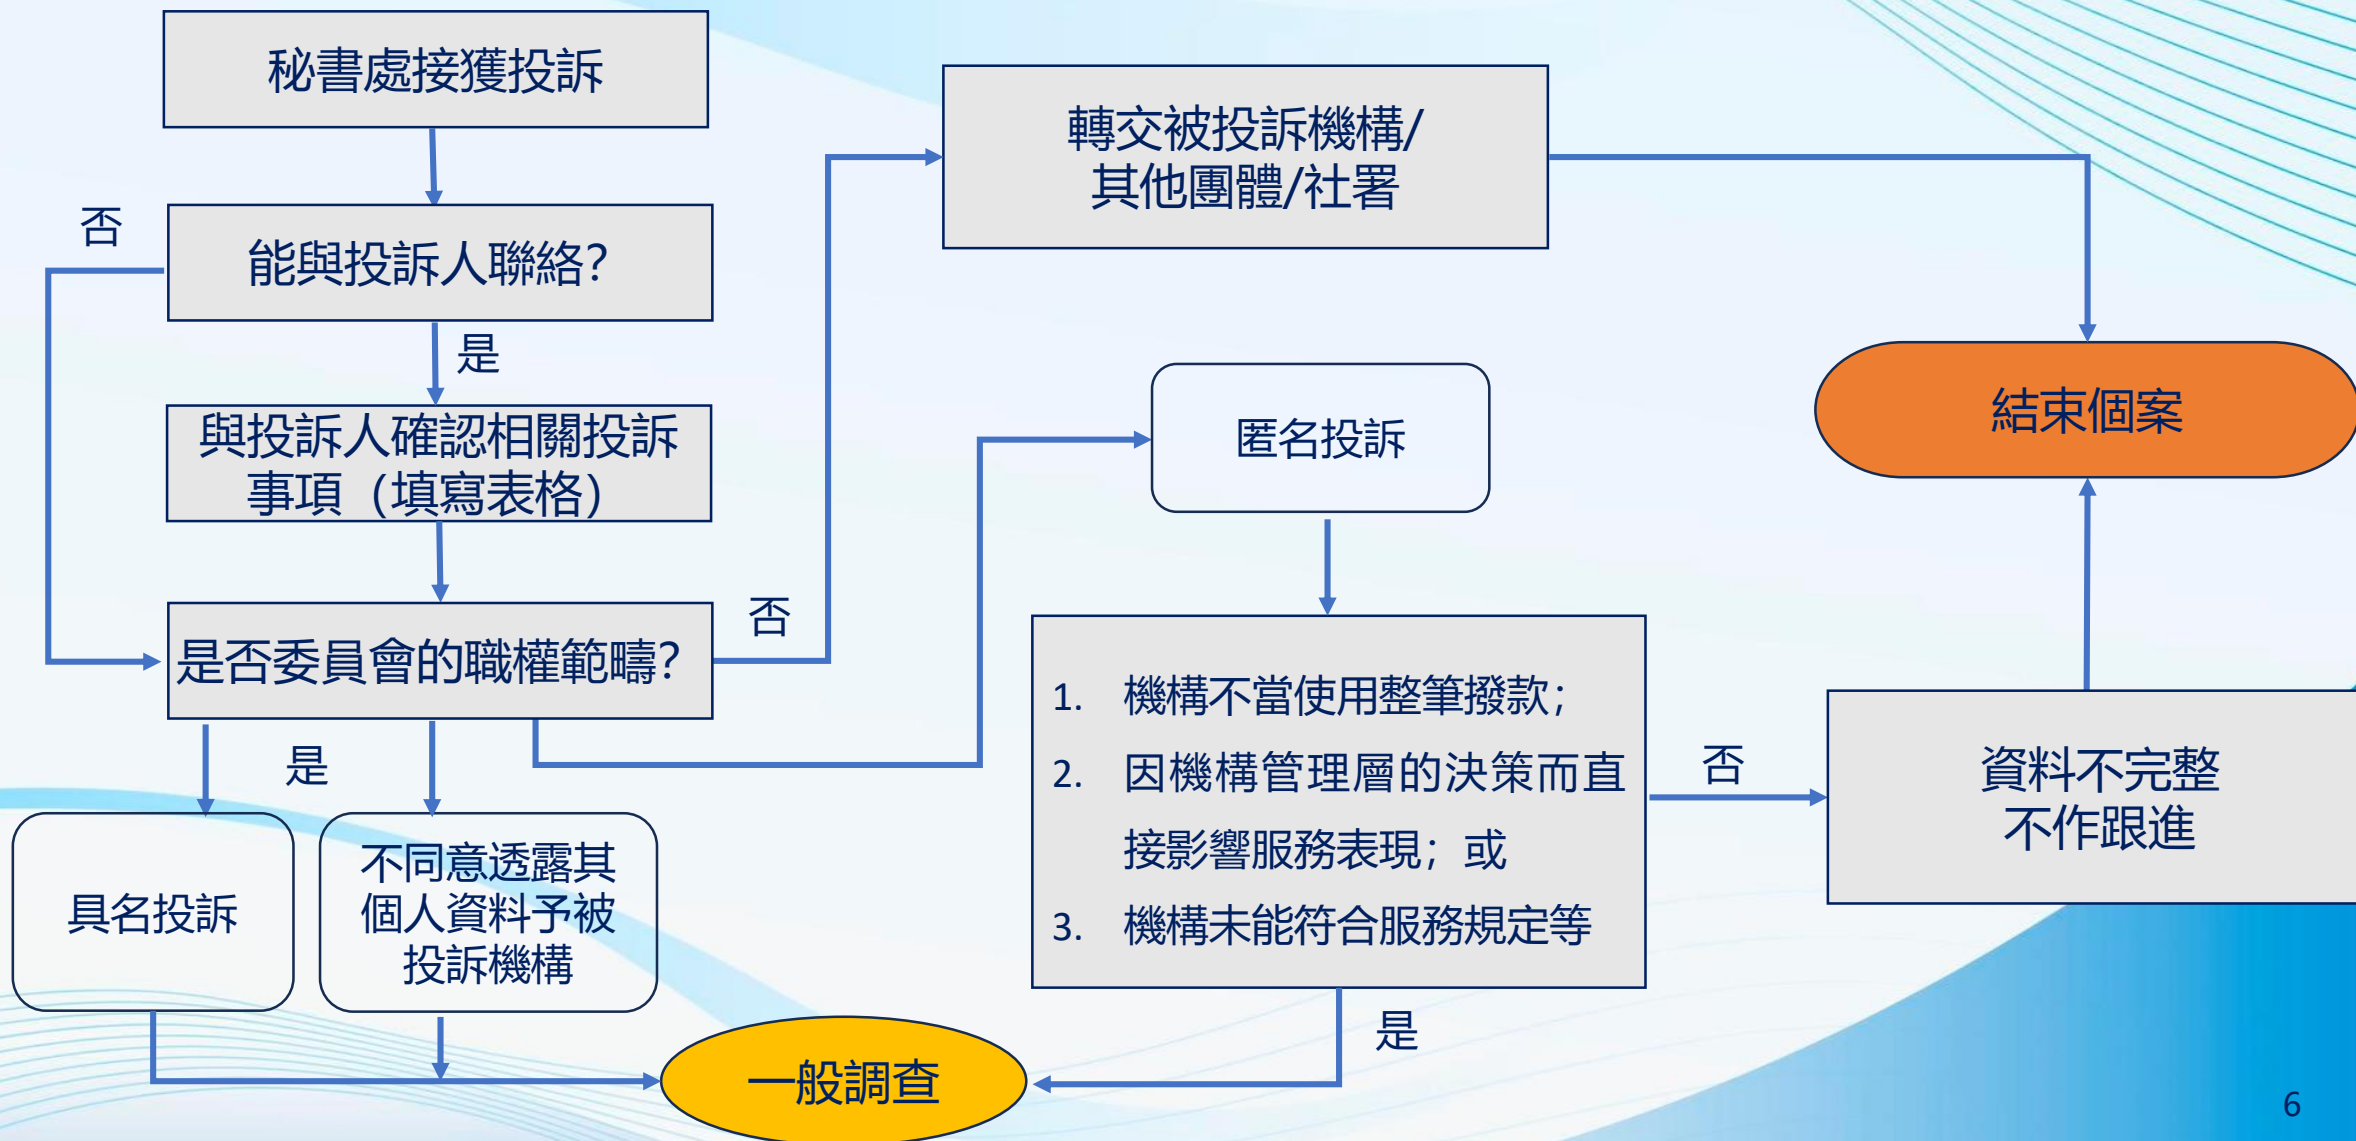 秘書處接獲投訴
能與投訴人聯絡?
否
是
與投訴人確認相關投訴
事項（填寫表格）
是否委員會的職權範疇?
否
是
具名投訴
不同意透露其
個人資料予被
投訴機構
一般調查
轉交被投訴機構/
其他團體/社署
匿名投訴
1. 機構不當使用整筆撥款；
2. 因機構管理層的決策而直
接影響服務表現；或
3. 機構未能符合服務規定等
是
否
資料不完整
不作跟進
結束個案
6